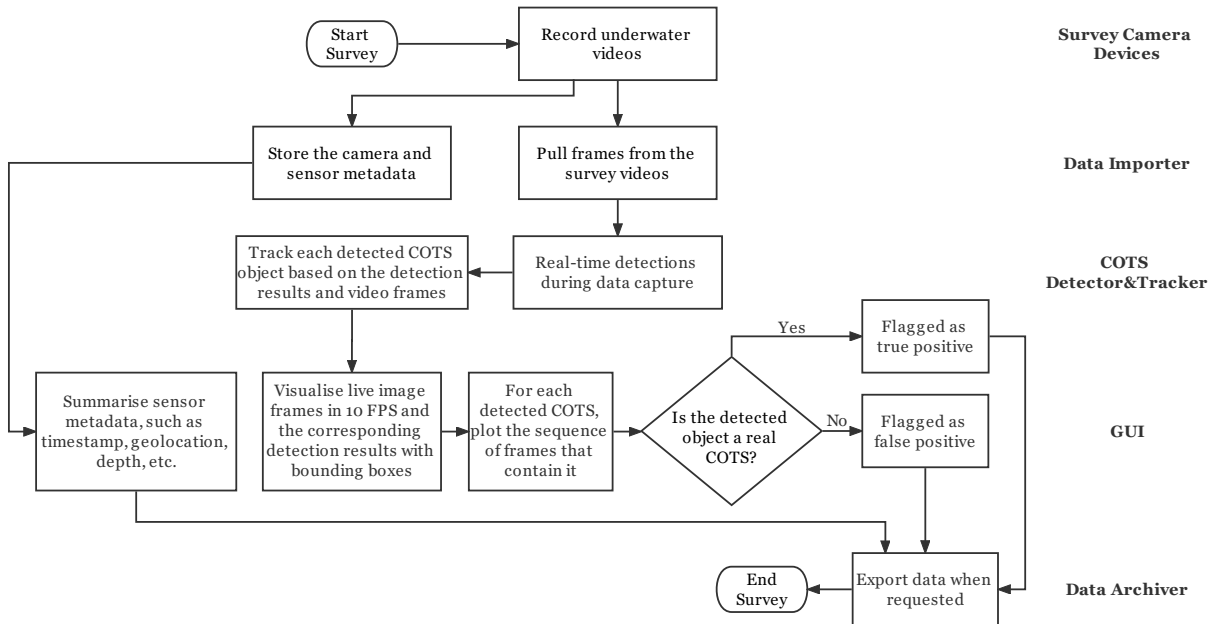 Start
Survey
Record underwater
videos
Survey Camera
Devices
Store the camera and
sensor metadata
Pull frames from the
survey videos
Data Importer
Track each detected COTS
object based on the detection
results and video frames
Real-time detections
during data capture
COTS
Detector&Tracker
Yes
Flagged as
true positive
Summarise sensor
metadata, such as
timestamp, geolocation,
depth, etc.
Visualise live image
frames in 10 FPS and
the corresponding
detection results with
bounding boxes
For each
detected COTS,
plot the sequence
of frames that
contain it
Is the detected
object a real
COTS?
No
Flagged as
false positive
GUI
End
Survey
Export data when
requested
Data Archiver